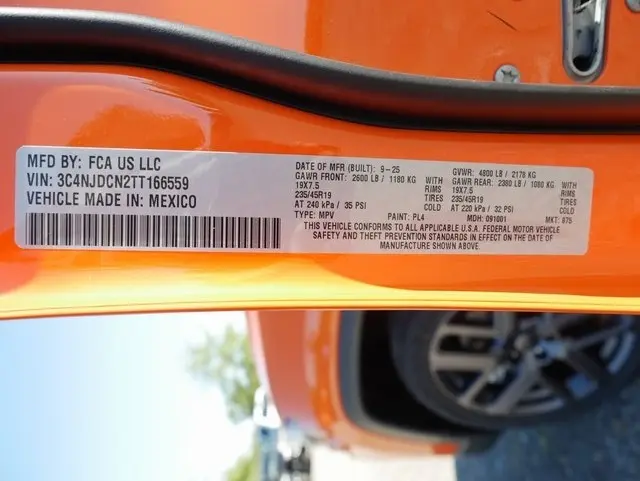 MFD BY: FCA US LLC
VIN: 3C4NJDCN2TT166559
VEHICLE MADE IN: MEXICO
DATE OF MFR (BUILT): 9-25 GVWR: 4800 LB / 2178 KG
GAWR FRONT: 2600 LB / 1180 KG WITH GAWR REAR: 2380 LB / 1080 KG WITH
19X7.5 RIMS 19X7.5 RIMS
235/45R19 TIRES 235/45R19 TIRES
AT 240 kPa / 35 PSI COLD AT 220 kPa / 32 PSI COLD
TYPE: MPV PAINT: PL4 MDH: 091001 MKT: 875
THIS VEHICLE CONFORMS TO ALL APPLICABLE U.S.A. FEDERAL MOTOR VEHICLE
SAFETY AND THEFT PREVENTION STANDARDS IN EFFECT ON THE DATE OF
MANUFACTURE SHOWN ABOVE.